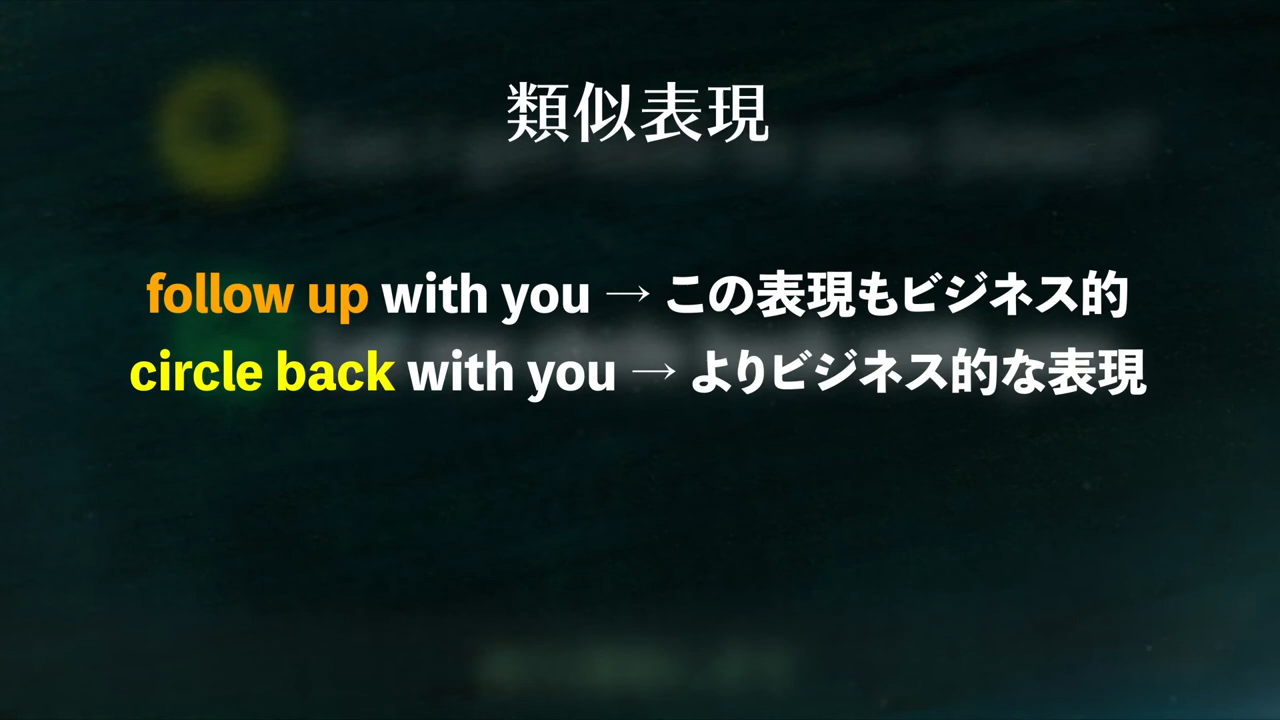 類似表現
follow up with you → この表現もビジネス的
circle back with you → よりビジネス的な表現